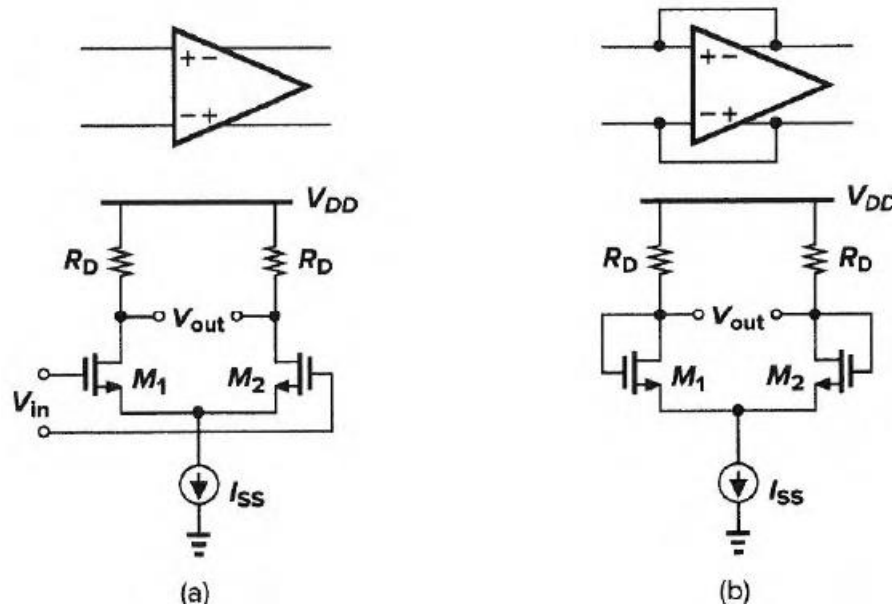 + −
− +
V_DD
R_D
R_D
V_out
M_1
M_2
V_in
I_SS
(a)
+ −
− +
V_DD
R_D
R_D
V_out
M_1
M_2
I_SS
(b)